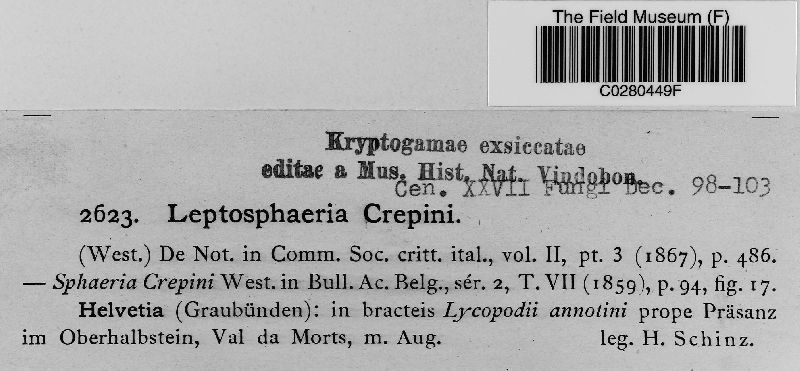 The Field Museum (F)
C0280449F
Kryptogamae exsiccatae
editae a Mus. Hist. Nat. Vindobon.
Cen. XXVII Fungi Dec. 98-103
2623. Leptosphaeria Crepini.
(West.) De Not. in Comm. Soc. critt. ital., vol. II, pt. 3 (1867), p. 486.
— Sphaeria Crepini West. in Bull. Ac. Belg., sér. 2, T. VII (1859), p. 94, fig. 17.
Helvetia (Graubünden): in bracteis Lycopodii annotini prope Präsanz
im Oberhalbstein, Val da Morts, m. Aug. leg. H. Schinz.